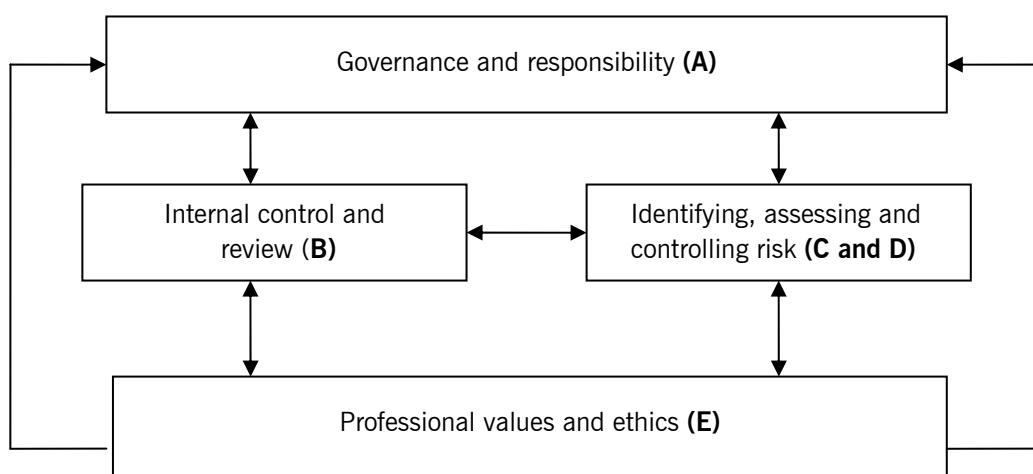 Governance and responsibility (A)
Internal control and
review (B)
Identifying, assessing and
controlling risk (C and D)
Professional values and ethics (E)